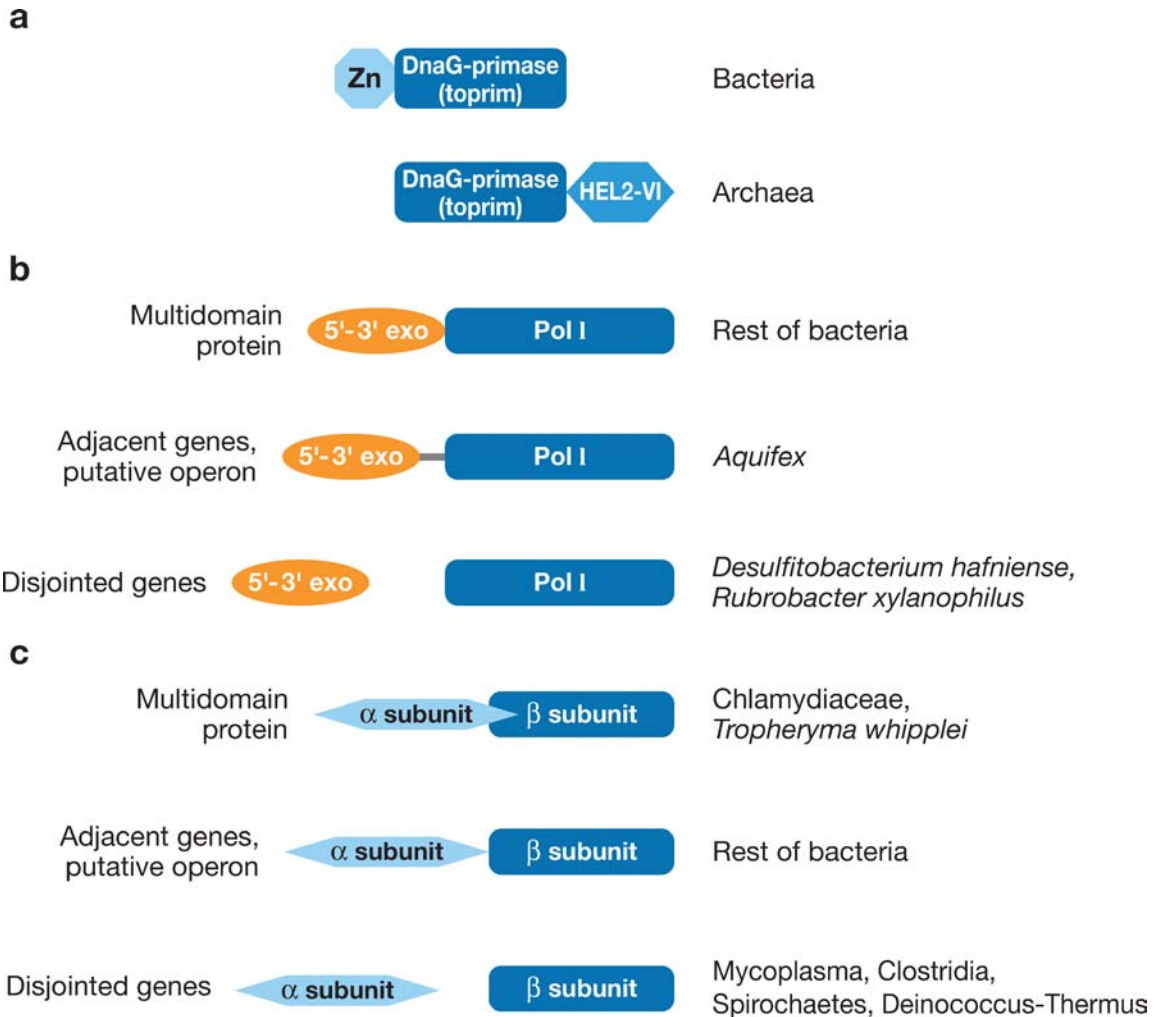 a
Zn
DnaG-primase
(toprim)
Bacteria
DnaG-primase
(toprim)
HEL2-VI
Archaea
b
Multidomain
protein
5'-3' exo
Pol I
Rest of bacteria
Adjacent genes,
putative operon
5'-3' exo
Pol I
Aquifex
Disjointed genes
5'-3' exo
Pol I
Desulfitobacterium hafniense,
Rubrobacter xylanophilus
c
Multidomain
protein
α subunit
β subunit
Chlamydiaceae,
Tropheryma whipplei
Adjacent genes,
putative operon
α subunit
β subunit
Rest of bacteria
Disjointed genes
α subunit
β subunit
Mycoplasma, Clostridia,
Spirochaetes, Deinococcus-Thermus